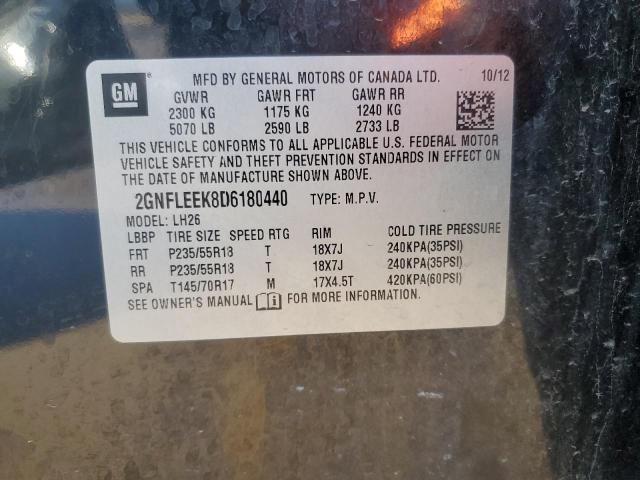 GM ® MFD BY GENERAL MOTORS OF CANADA LTD. 10/12
GVWR GAWR FRT GAWR RR
2300 KG 1175 KG 1240 KG
5070 LB 2590 LB 2733 LB
THIS VEHICLE CONFORMS TO ALL APPLICABLE U.S. FEDERAL MOTOR
VEHICLE SAFETY AND THEFT PREVENTION STANDARDS IN EFFECT ON
THE DATE OF MANUFACTURE SHOWN ABOVE.
2GNFLEEK8D6180440 TYPE: M.P.V.
MODEL: LH26
LBBP TIRE SIZE SPEED RTG RIM COLD TIRE PRESSURE
FRT P235/55R18 T 18X7J 240KPA(35PSI)
RR P235/55R18 T 18X7J 240KPA(35PSI)
SPA T145/70R17 M 17X4.5T 420KPA(60PSI)
SEE OWNER'S MANUAL FOR MORE INFORMATION.